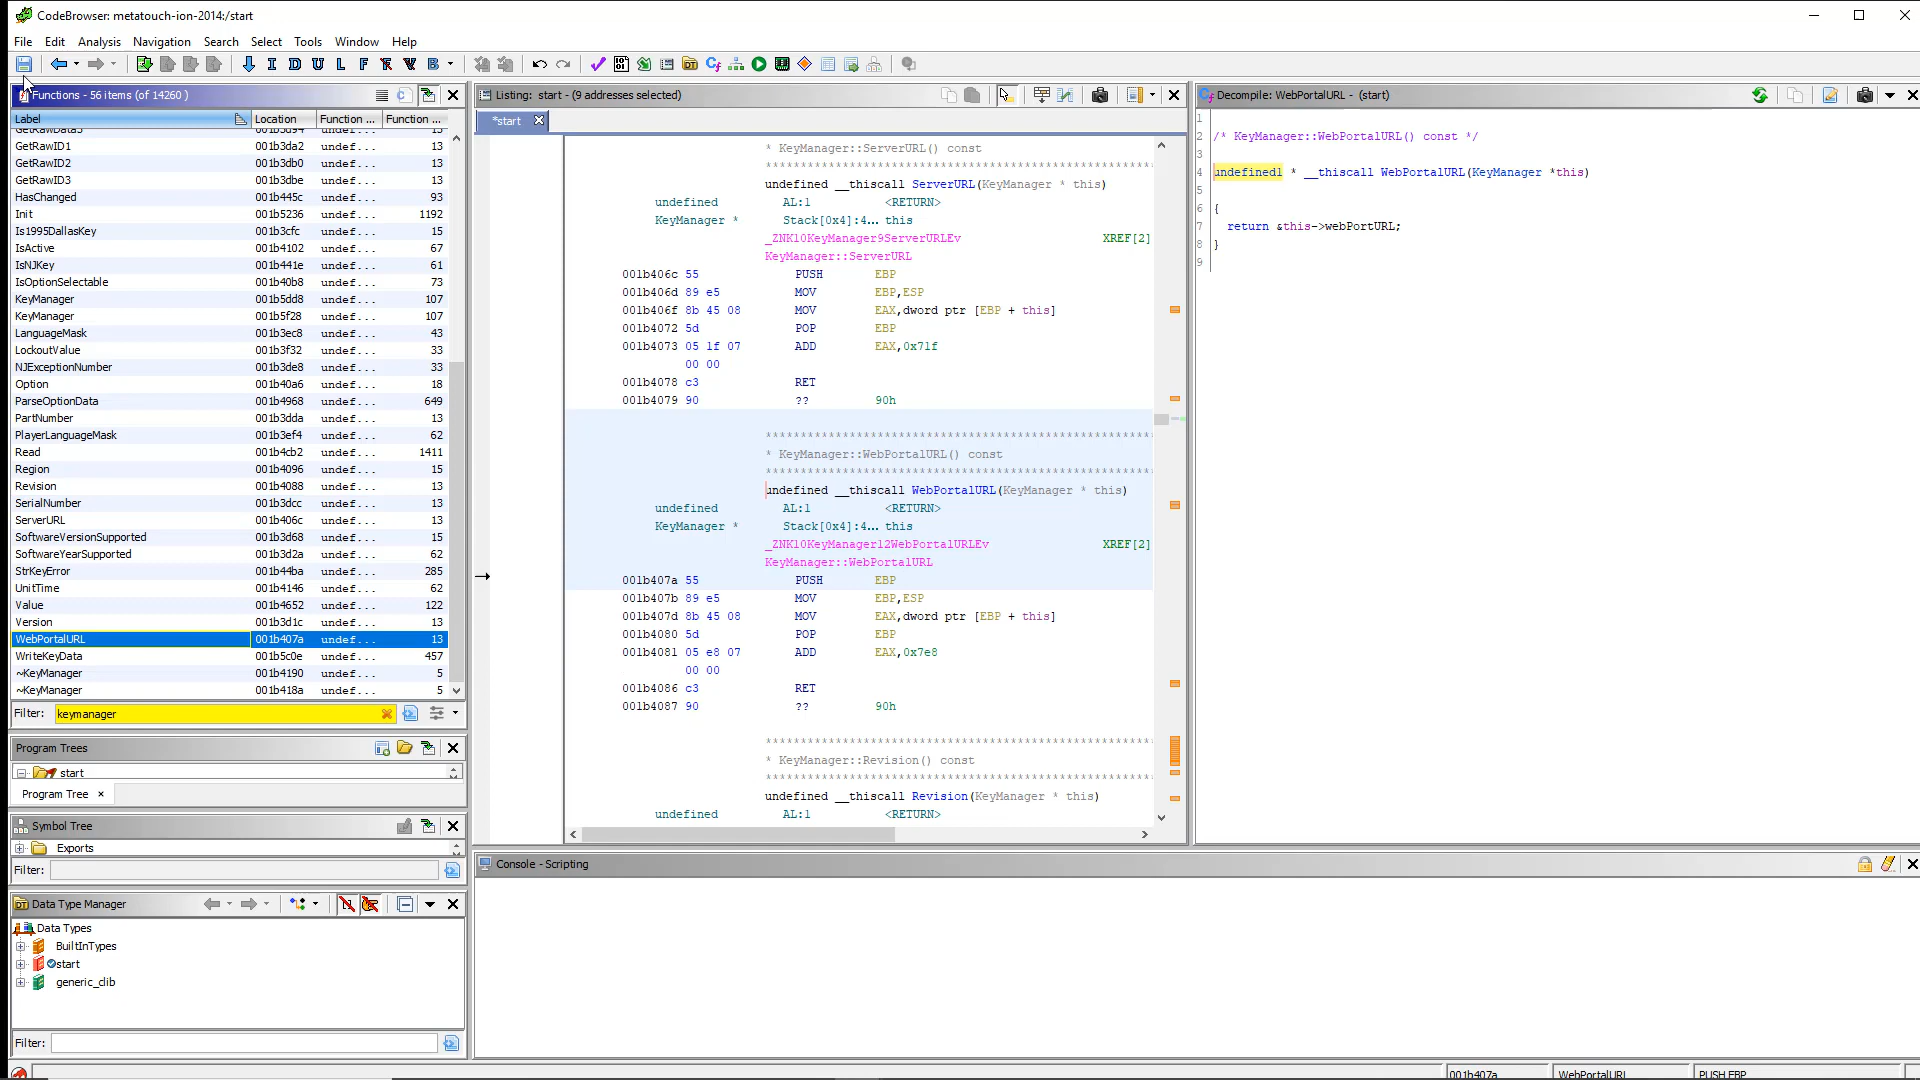 CodeBrowser: metatouch-ion-2014:/start
File Edit Analysis Navigation Search Select Tools Window Help
I D U L F V B
Functions - 56 items (of 14260 )
Label Location Function ... Function ...
GetRawData3 001b3d94 undef... 13
GetRawID1 001b3da2 undef... 13
GetRawID2 001b3db0 undef... 13
GetRawID3 001b3dbe undef... 13
HasChanged 001b445c undef... 93
Init 001b5236 undef... 1192
Is1995DallasKey 001b3cfc undef... 15
IsActive 001b4102 undef... 67
IsNJKey 001b441e undef... 61
IsOptionSelectable 001b40b8 undef... 73
KeyManager 001b5dd8 undef... 107
KeyManager 001b5f28 undef... 107
LanguageMask 001b3ec8 undef... 43
LockoutValue 001b3f32 undef... 33
NJExceptionNumber 001b3de8 undef... 33
Option 001b40a6 undef... 18
ParseOptionData 001b4968 undef... 649
PartNumber 001b3dda undef... 13
PlayerLanguageMask 001b3ef4 undef... 62
Read 001b4cb2 undef... 1411
Region 001b4096 undef... 15
Revision 001b4088 undef... 13
SerialNumber 001b3dcc undef... 13
ServerURL 001b406c undef... 13
SoftwareVersionSupported 001b3d68 undef... 15
SoftwareYearSupported 001b3d2a undef... 62
StrKeyError 001b44ba undef... 285
UnitTime 001b4146 undef... 62
Value 001b4652 undef... 122
Version 001b3d1c undef... 13
WebPortalURL 001b407a undef... 13
WriteKeyData 001b5c0e undef... 457
~KeyManager 001b4190 undef... 5
~KeyManager 001b418a undef... 5
Filter: keymanager
Program Trees
start
Program Tree ×
Symbol Tree
Exports
Filter:
Data Type Manager
Data Types
BuiltInTypes
start
generic_clib
Filter:
Listing: start - (9 addresses selected)
*start
* KeyManager::ServerURL() const
*******************************************************
undefined __thiscall ServerURL(KeyManager * this)
undefined AL:1 <RETURN>
KeyManager * Stack[0x4]:4... this
_ZNK10KeyManager9ServerURLEv XREF[2]
KeyManager::ServerURL
001b406c 55 PUSH EBP
001b406d 89 e5 MOV EBP,ESP
001b406f 8b 45 08 MOV EAX,dword ptr [EBP + this]
001b4072 5d POP EBP
001b4073 05 1f 07 ADD EAX,0x71f
00 00
001b4078 c3 RET
001b4079 90 ?? 90h
*******************************************************
* KeyManager::WebPortalURL() const
*******************************************************
undefined __thiscall WebPortalURL(KeyManager * this)
undefined AL:1 <RETURN>
KeyManager * Stack[0x4]:4... this
_ZNK10KeyManager12WebPortalURLEv XREF[2]
KeyManager::WebPortalURL
001b407a 55 PUSH EBP
001b407b 89 e5 MOV EBP,ESP
001b407d 8b 45 08 MOV EAX,dword ptr [EBP + this]
001b4080 5d POP EBP
001b4081 05 e8 07 ADD EAX,0x7e8
00 00
001b4086 c3 RET
001b4087 90 ?? 90h
*******************************************************
* KeyManager::Revision() const
*******************************************************
undefined __thiscall Revision(KeyManager * this)
undefined AL:1 <RETURN>
Decompile: WebPortalURL - (start)
1
2 /* KeyManager::WebPortalURL() const */
3
4 undefined1 * __thiscall WebPortalURL(KeyManager *this)
5
6 {
7 return &this->webPortURL;
8 }
9
Console - Scripting
001b407a WebPortalURL PUSH EBP